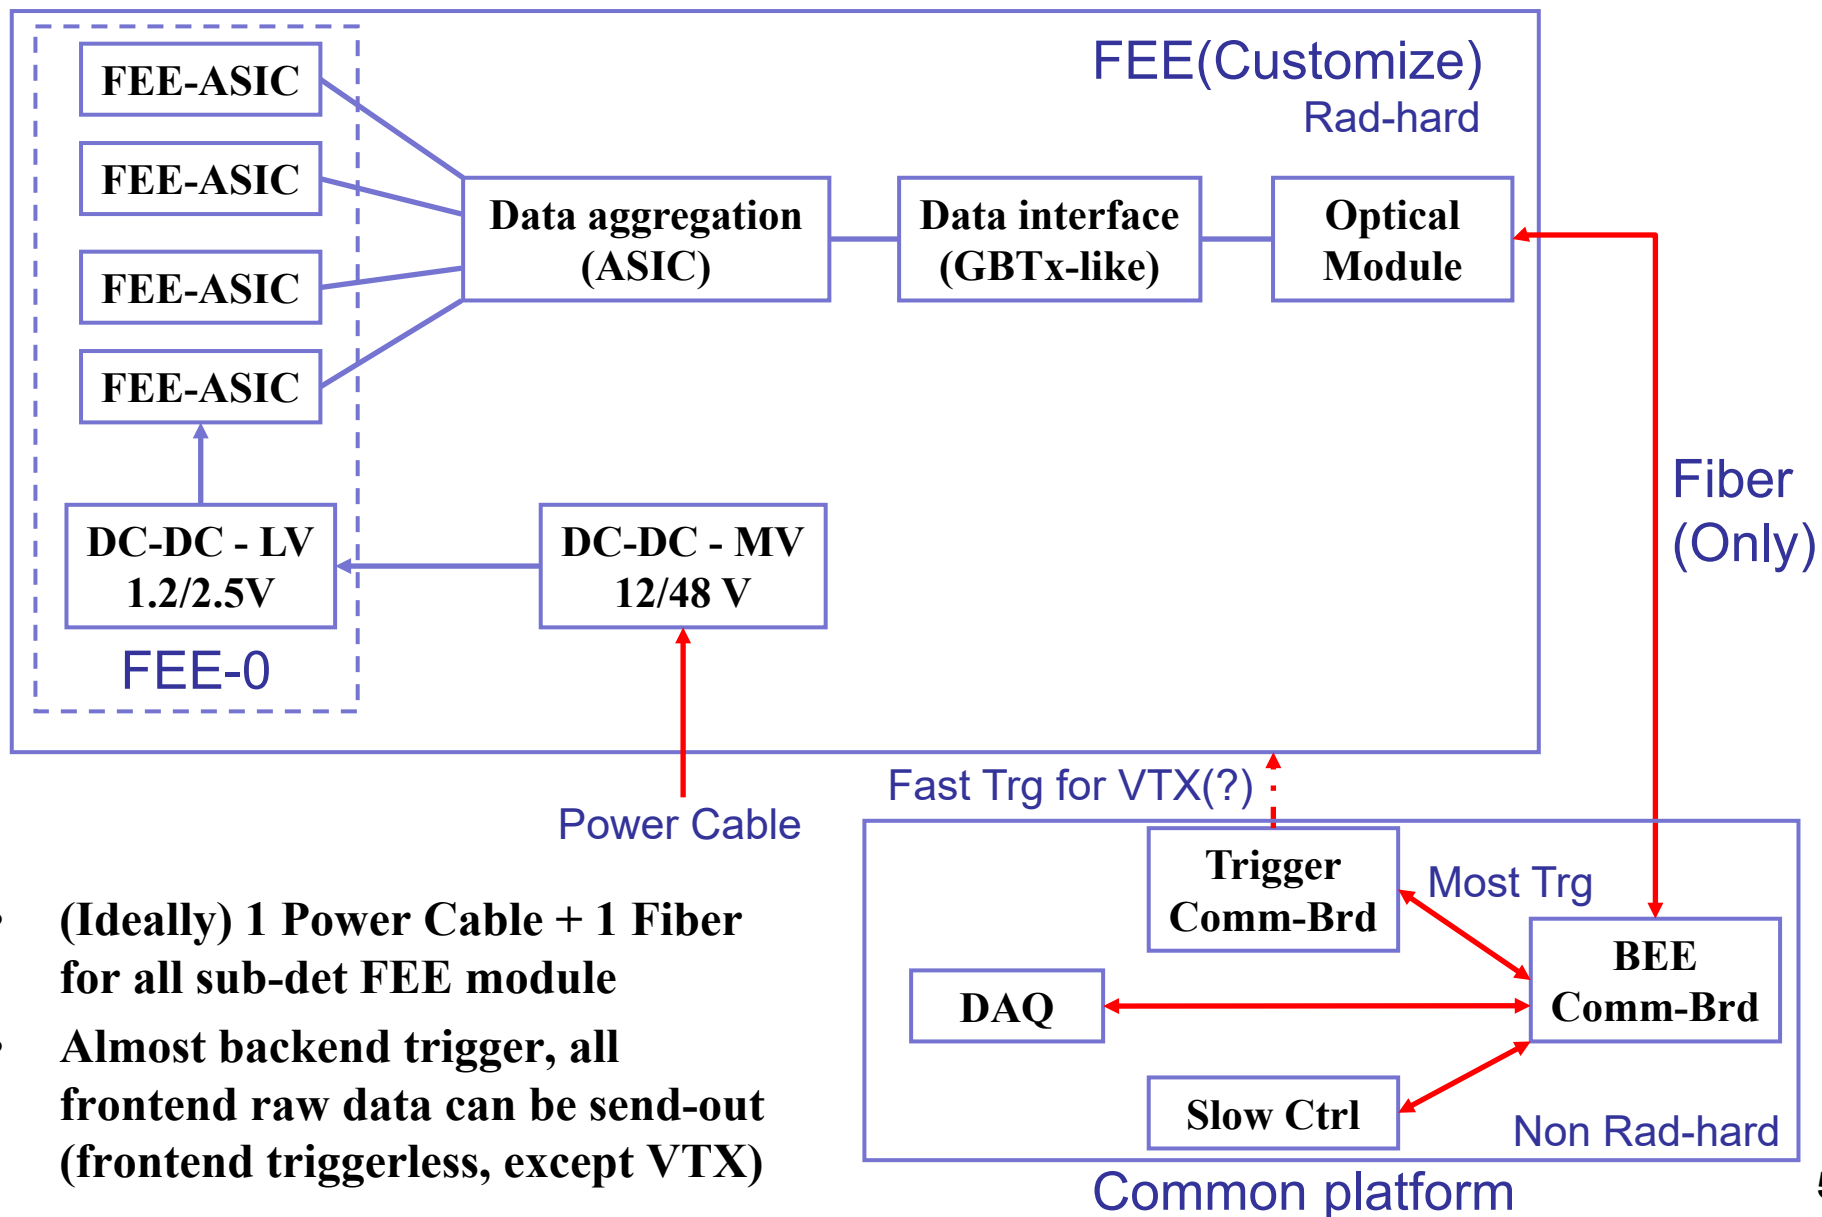 FEE(Customize)
Rad-hard
FEE-ASIC
FEE-ASIC
FEE-ASIC
FEE-ASIC
Data aggregation
(ASIC)
Data interface
(GBTx-like)
Optical
Module
DC-DC - LV
1.2/2.5V
DC-DC - MV
12/48 V
FEE-0
Fiber
(Only)
Power Cable
Fast Trg for VTX(?)
Trigger
Comm-Brd
Most Trg
BEE
Comm-Brd
DAQ
Slow Ctrl
Non Rad-hard
Common platform
• (Ideally) 1 Power Cable + 1 Fiber
for all sub-det FEE module
• Almost backend trigger, all
frontend raw data can be send-out
(frontend triggerless, except VTX)